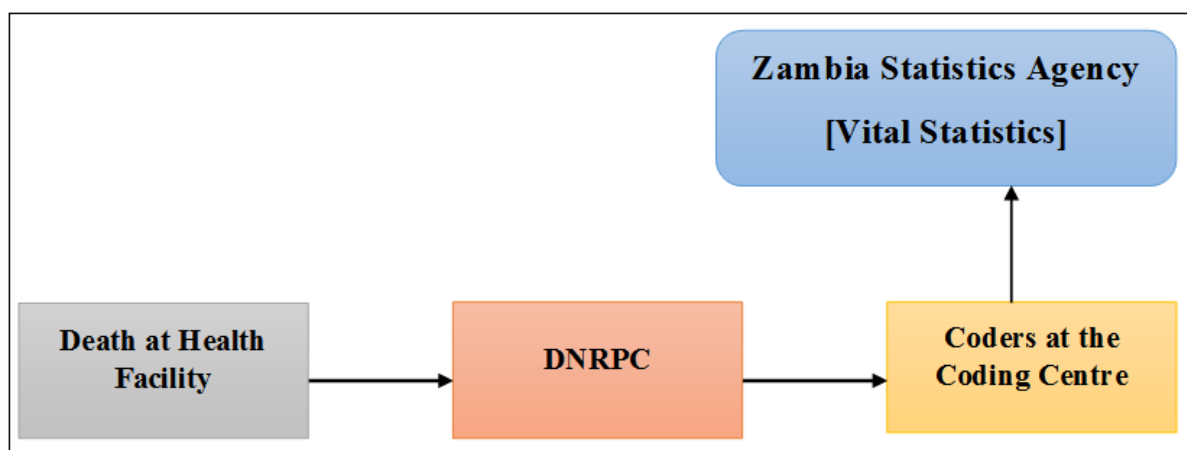 Zambia Statistics Agency
[Vital Statistics]
Death at Health
Facility
DNRPC
Coders at the
Coding Centre